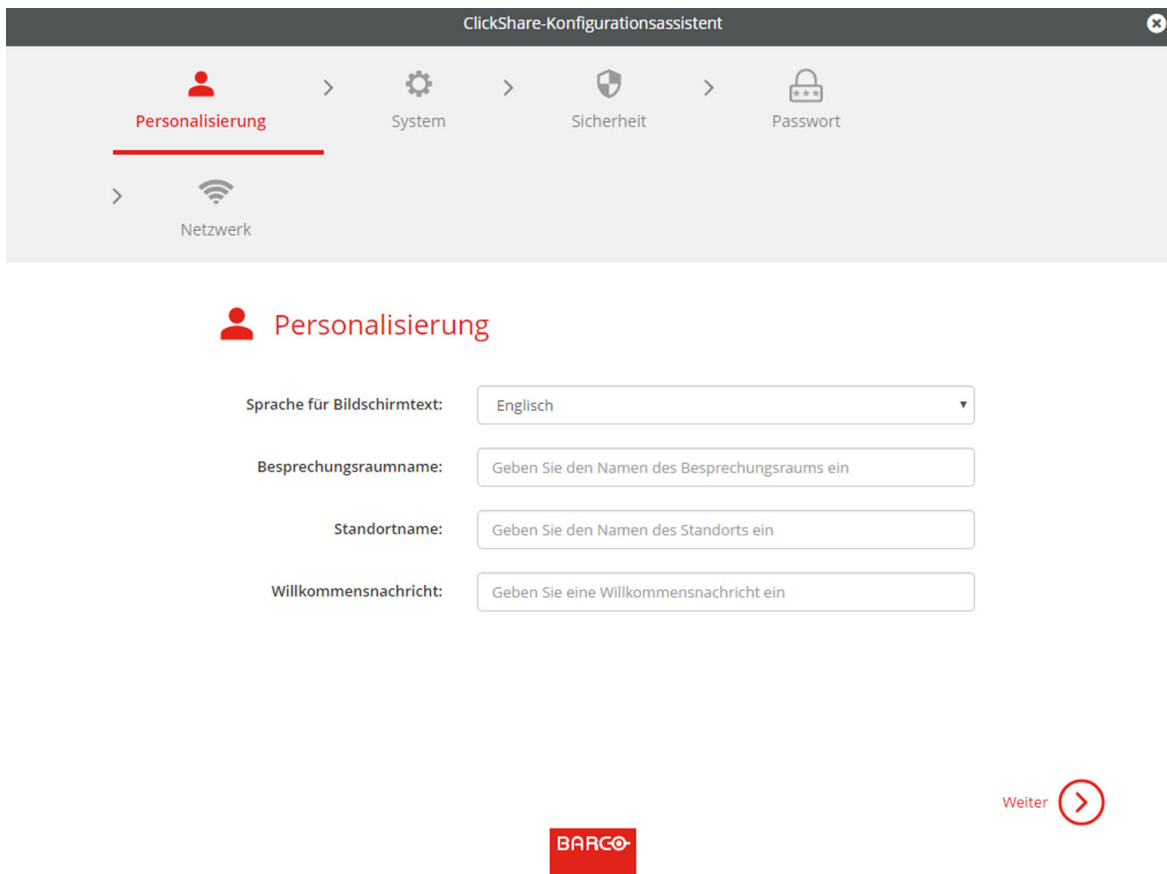 ClickShare-Konfigurationsassistent
Personalisierung
System
Sicherheit
Passwort
***
Netzwerk
Personalisierung
Sprache für Bildschirmtext: Englisch
Besprechungsraumname: Geben Sie den Namen des Besprechungsraums ein
Standortname: Geben Sie den Namen des Standorts ein
Willkommensnachricht: Geben Sie eine Willkommensnachricht ein
Weiter
BARCO